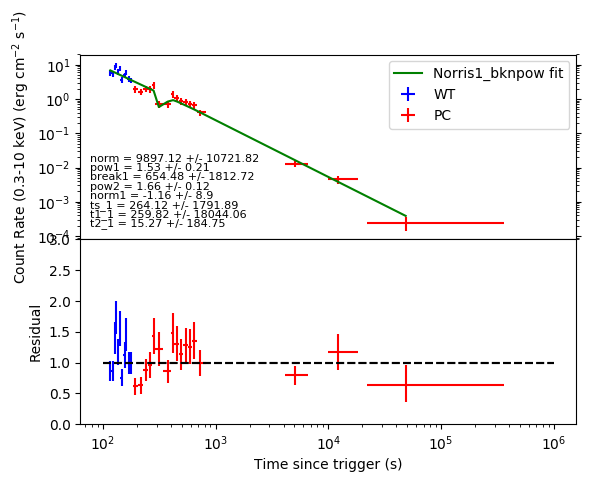 Count Rate (0.3-10 keV) (erg cm⁻² s⁻¹)
10¹
10⁰
10⁻¹
10⁻²
10⁻³
10⁻⁴
Norris1_bknpow fit
WT
PC
norm = 9897.12 +/- 10721.82
pow1 = 1.53 +/- 0.21
break1 = 654.48 +/- 1812.72
pow2 = 1.66 +/- 0.12
norm1 = -1.16 +/- 8.9
ts_1 = 264.12 +/- 1791.89
t1_1 = 259.82 +/- 18044.06
t2_1 = 15.27 +/- 184.75
Residual
3.0
2.5
2.0
1.5
1.0
0.5
0.0
10² 10³ 10⁴ 10⁵ 10⁶
Time since trigger (s)